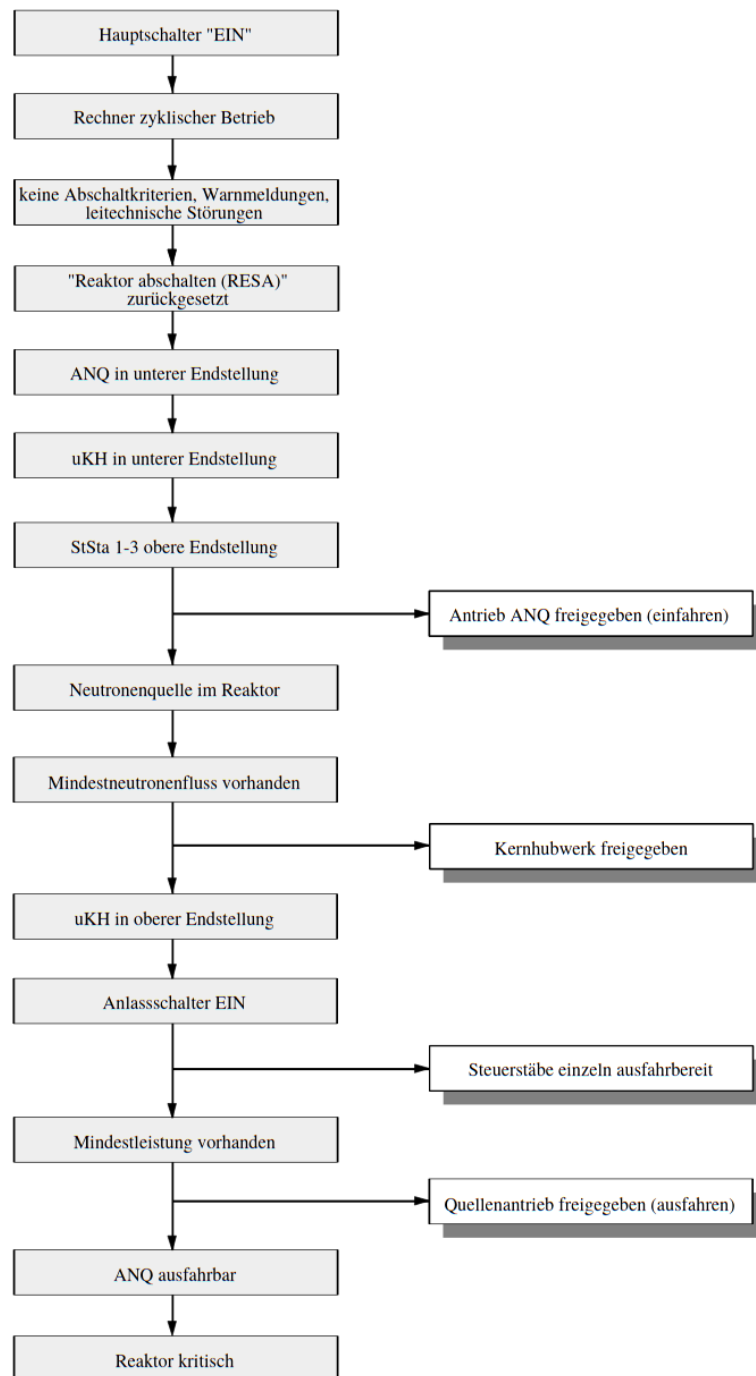 Hauptschalter "EIN"
Rechner zyklischer Betrieb
keine Abschaltkriterien, Warnmeldungen,
leitechnische Störungen
"Reaktor abschalten (RESA)"
zurückgesetzt
ANQ in unterer Endstellung
uKH in unterer Endstellung
StSta 1-3 obere Endstellung
Antrieb ANQ freigegeben (einfahren)
Neutronenquelle im Reaktor
Mindestneutronenfluss vorhanden
Kernhubwerk freigegeben
uKH in oberer Endstellung
Anlassschalter EIN
Steuerstäbe einzeln ausfahrbereit
Mindestleistung vorhanden
Quellenantrieb freigegeben (ausfahren)
ANQ ausfahrbar
Reaktor kritisch